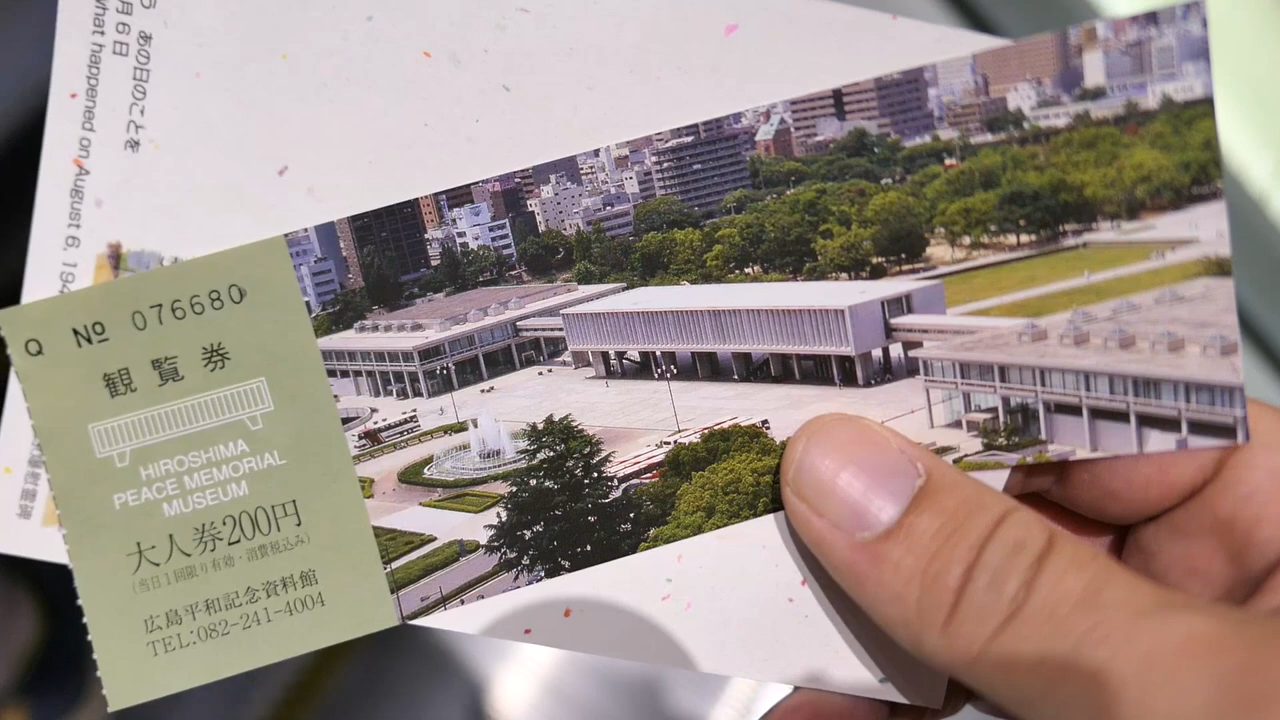 あの日のことを
月6日
what happened on August 6, 194
Q № 076680
観覧券
HIROSHIMA
PEACE MEMORIAL
MUSEUM
大人券200円
(当日1回限り有効・消費税込み)
広島平和記念資料館
TEL:082-241-4004